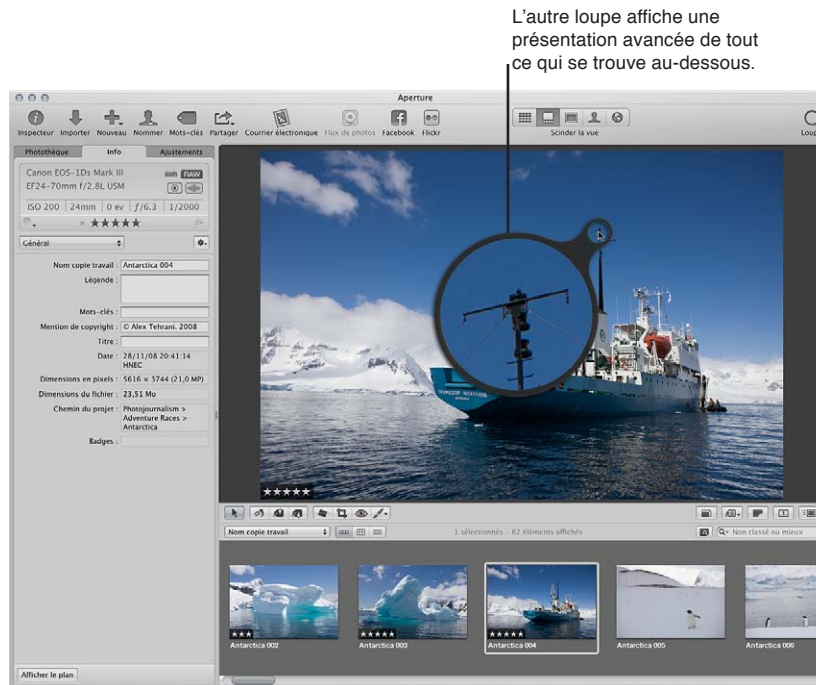 L'autre loupe affiche une
présentation avancée de tout
ce qui se trouve au-dessous.
Aperture
Inspecteur Importer Nouveau Nommer Mots-clés Partager Courrier électronique Flux de photos Facebook Flickr Scinder la vue Loup
Photothèque Info Ajustements
Canon EOS-1Ds Mark III AWB RAW
EF24-70mm f/2.8L USM
ISO 200 24mm 0 ev ƒ/6.3 1/2000
× ★★★★★
Général
Nom copie travail : Antarctica 004
Légende :
Mots-clés :
Mention de copyright : © Alex Tehrani, 2008
Titre :
Date : 28/11/08 20:41:14
HNEC
Dimensions en pixels : 5616 × 3744 (21,0 MP)
Dimensions du fichier : 23,51 Mo
Chemin du projet : Photojournalism >
Adventure Races >
Antarctica
Badges :
★★★★★
Nom copie travail 1 sélectionnés – 62 éléments affichés Non classé ou mieux
★★★ ★★★★★ ★★★★★
Antarctica 002 Antarctica 003 Antarctica 004 Antarctica 005 Antarctica 006
Afficher le plan